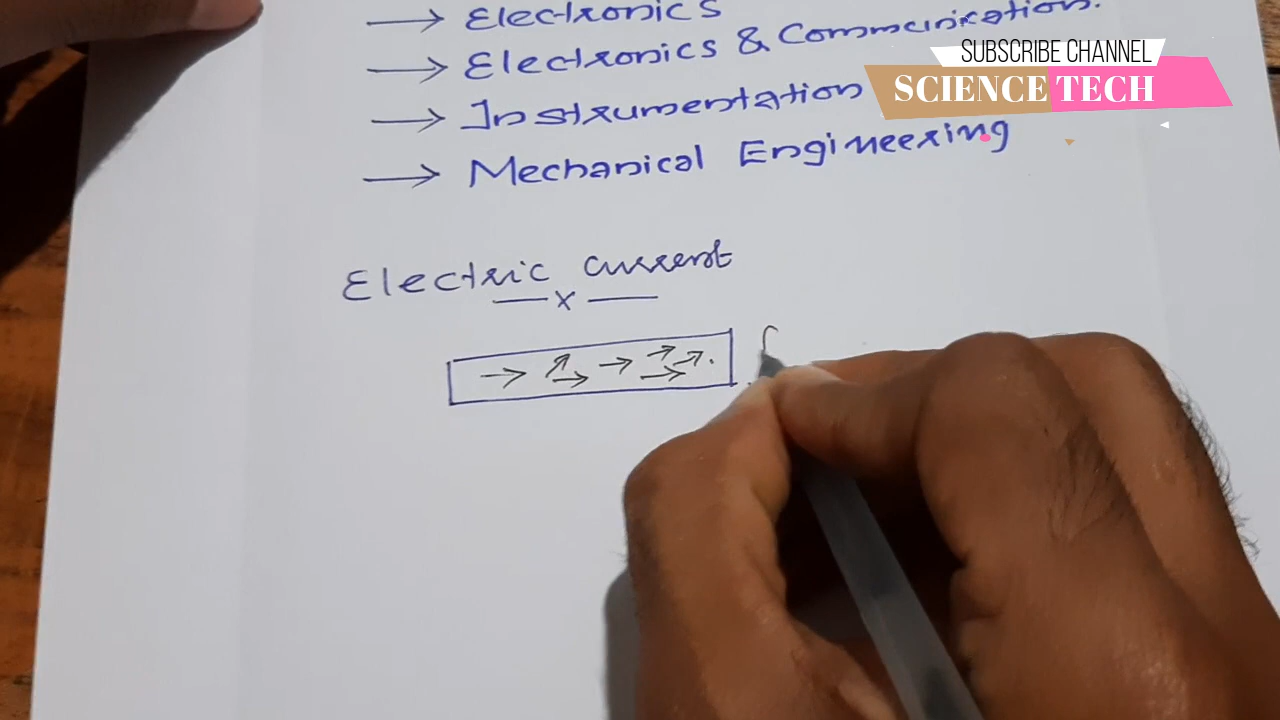 → Electronics
→ Electronics & Communication.
→ Instrumentation
→ Mechanical Engineering
SUBSCRIBE CHANNEL
SCIENCE TECH
Electric current
— x —